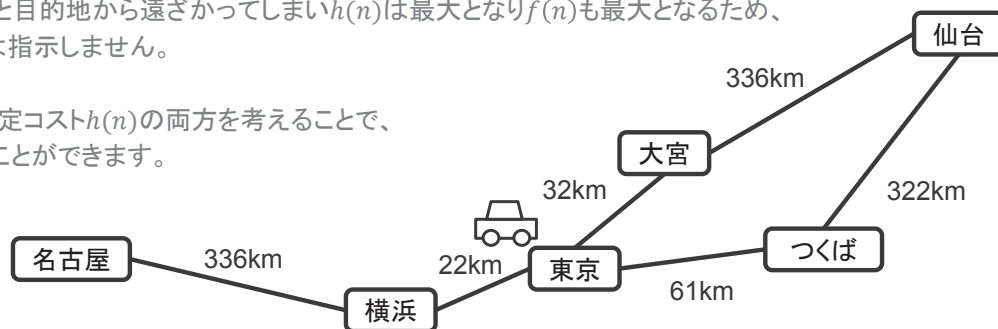 と目的地から遠ざかってしまいh(n)は最大となりf(n)も最大となるため、
指示しません。
定コストh(n)の両方を考えることで、
ことができます。
仙台
336km
大宮
32km
322km
名古屋
336km
22km
東京
つくば
61km
横浜